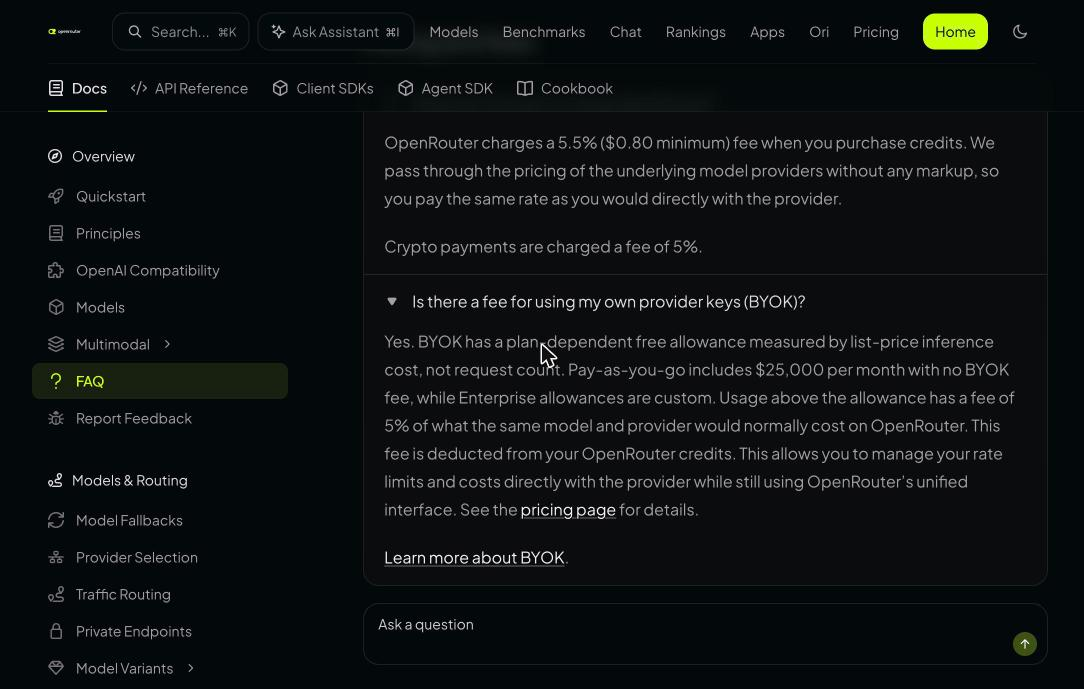 openrouter
Search... ⌘K
Ask Assistant ⌘I
Models
Benchmarks
Chat
Rankings
Apps
Ori
Pricing
Home
Docs
API Reference
Client SDKs
Agent SDK
Cookbook
Overview
Quickstart
Principles
OpenAI Compatibility
Models
Multimodal
FAQ
Report Feedback
Models & Routing
Model Fallbacks
Provider Selection
Traffic Routing
Private Endpoints
Model Variants
OpenRouter charges a 5.5% ($0.80 minimum) fee when you purchase credits. We
pass through the pricing of the underlying model providers without any markup, so
you pay the same rate as you would directly with the provider.
Crypto payments are charged a fee of 5%.
Is there a fee for using my own provider keys (BYOK)?
Yes. BYOK has a plan-dependent free allowance measured by list-price inference
cost, not request count. Pay-as-you-go includes $25,000 per month with no BYOK
fee, while Enterprise allowances are custom. Usage above the allowance has a fee of
5% of what the same model and provider would normally cost on OpenRouter. This
fee is deducted from your OpenRouter credits. This allows you to manage your rate
limits and costs directly with the provider while still using OpenRouter's unified
interface. See the pricing page for details.
Learn more about BYOK.
Ask a question